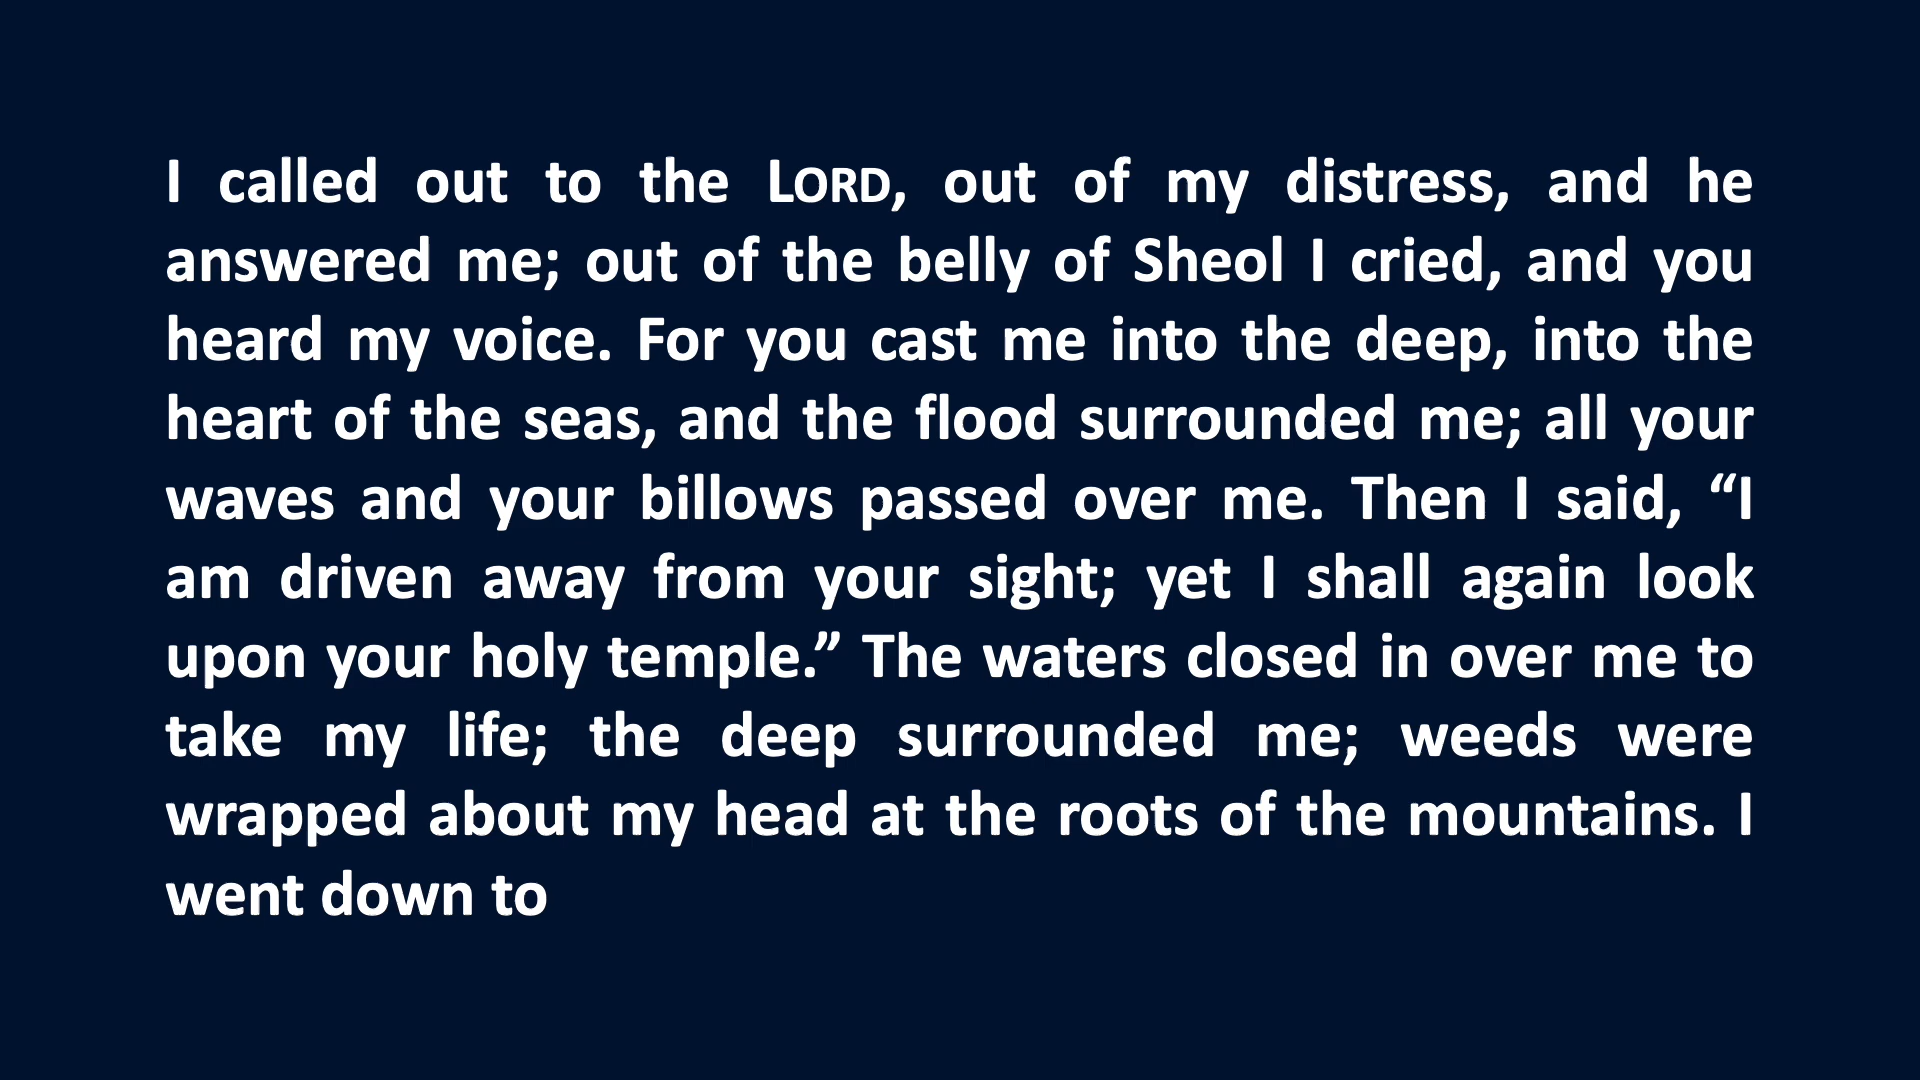 I called out to the LORD, out of my distress, and he
answered me; out of the belly of Sheol I cried, and you
heard my voice. For you cast me into the deep, into the
heart of the seas, and the flood surrounded me; all your
waves and your billows passed over me. Then I said, “I
am driven away from your sight; yet I shall again look
upon your holy temple.” The waters closed in over me to
take my life; the deep surrounded me; weeds were
wrapped about my head at the roots of the mountains. I
went down to